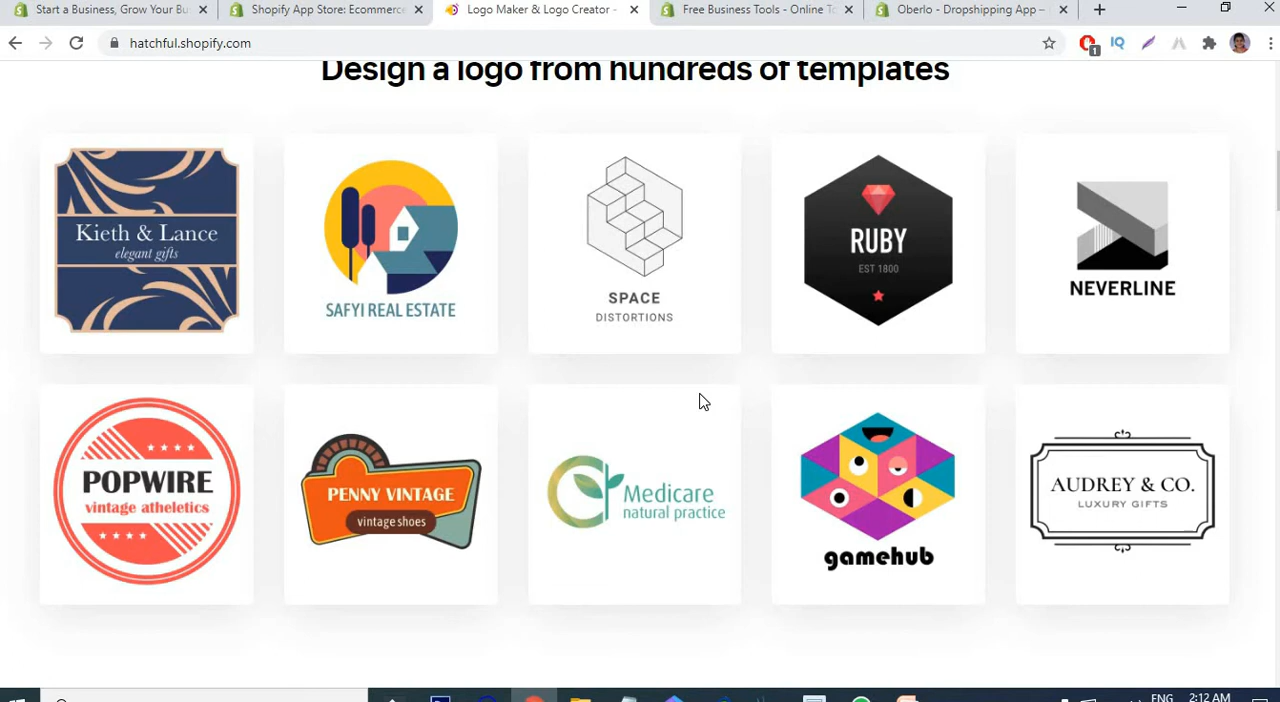 Start a Business, Grow Your Bu
Shopify App Store: Ecommerce
Logo Maker & Logo Creator -
Free Business Tools - Online To
Oberlo - Dropshipping App –
hatchful.shopify.com
1
IQ
Design a logo from hundreds of templates
Kieth & Lance
elegant gifts
SAFYI REAL ESTATE
SPACE
DISTORTIONS
RUBY
EST 1800
NEVERLINE
POPWIRE
vintage atheletics
PENNY VINTAGE
vintage shoes
Medicare
natural practice
gamehub
AUDREY & CO.
LUXURY GIFTS
ENG
2:12 AM